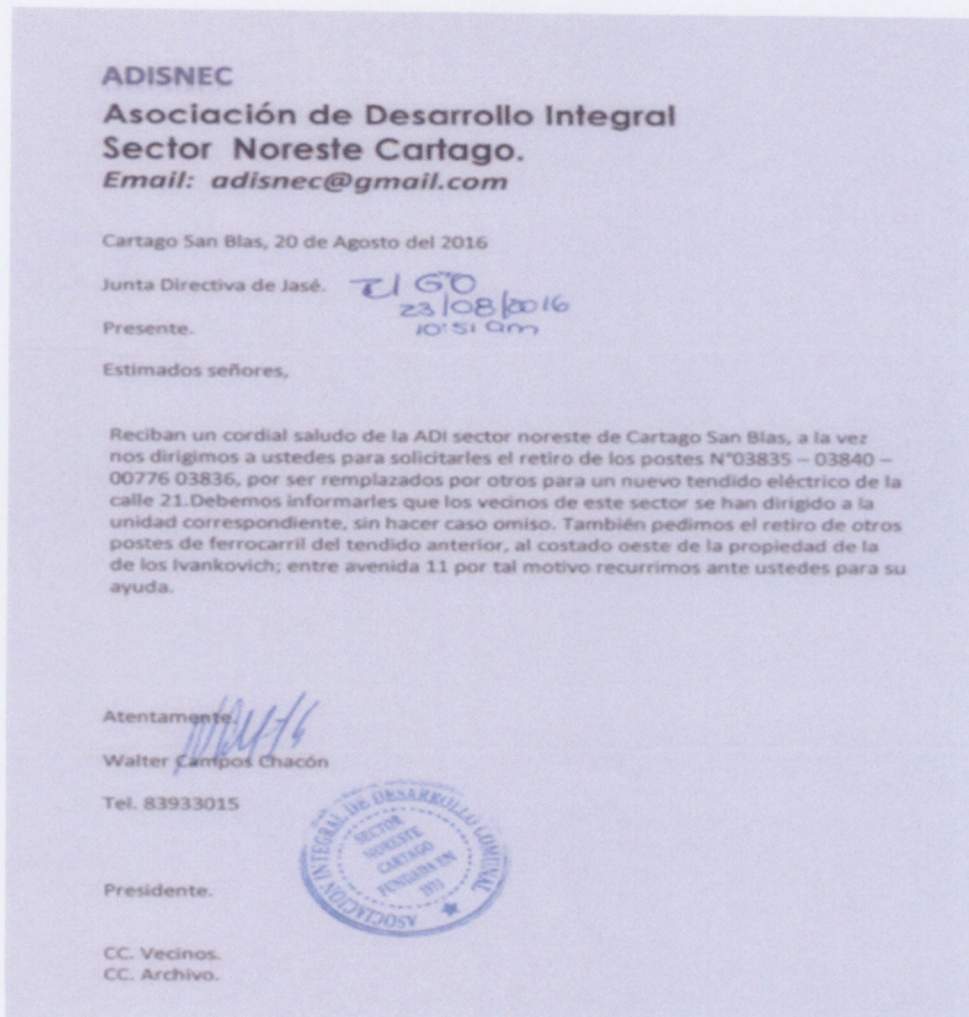 ADISNEC
Asociación de Desarrollo Integral
Sector Noreste Cartago.
Email: adisnec@gmail.com
Cartago San Blas, 20 de Agosto del 2016
Junta Directiva de Jasé.
TIGO
23/08/2016
10:51 am
Presente.
Estimados señores,
Reciban un cordial saludo de la ADI sector noreste de Cartago San Blas, a la vez
nos dirigimos a ustedes para solicitarles el retiro de los postes N°03835 – 03840 –
00776 03836, por ser remplazados por otros para un nuevo tendido eléctrico de la
calle 21.Debemos informarles que los vecinos de este sector se han dirigido a la
unidad correspondiente, sin hacer caso omiso. También pedimos el retiro de otros
postes de ferrocarril del tendido anterior, al costado oeste de la propiedad de la
de los Ivankovich; entre avenida 11 por tal motivo recurrimos ante ustedes para su
ayuda.
Atentamente.
Walter Campos Chacón
Tel. 83933015
ASOCIACION INTEGRAL DE DESARROLLO COMUNAL
SECTOR
NORESTE
CARTAGO
EN
Presidente.
CC. Vecinos.
CC. Archivo.